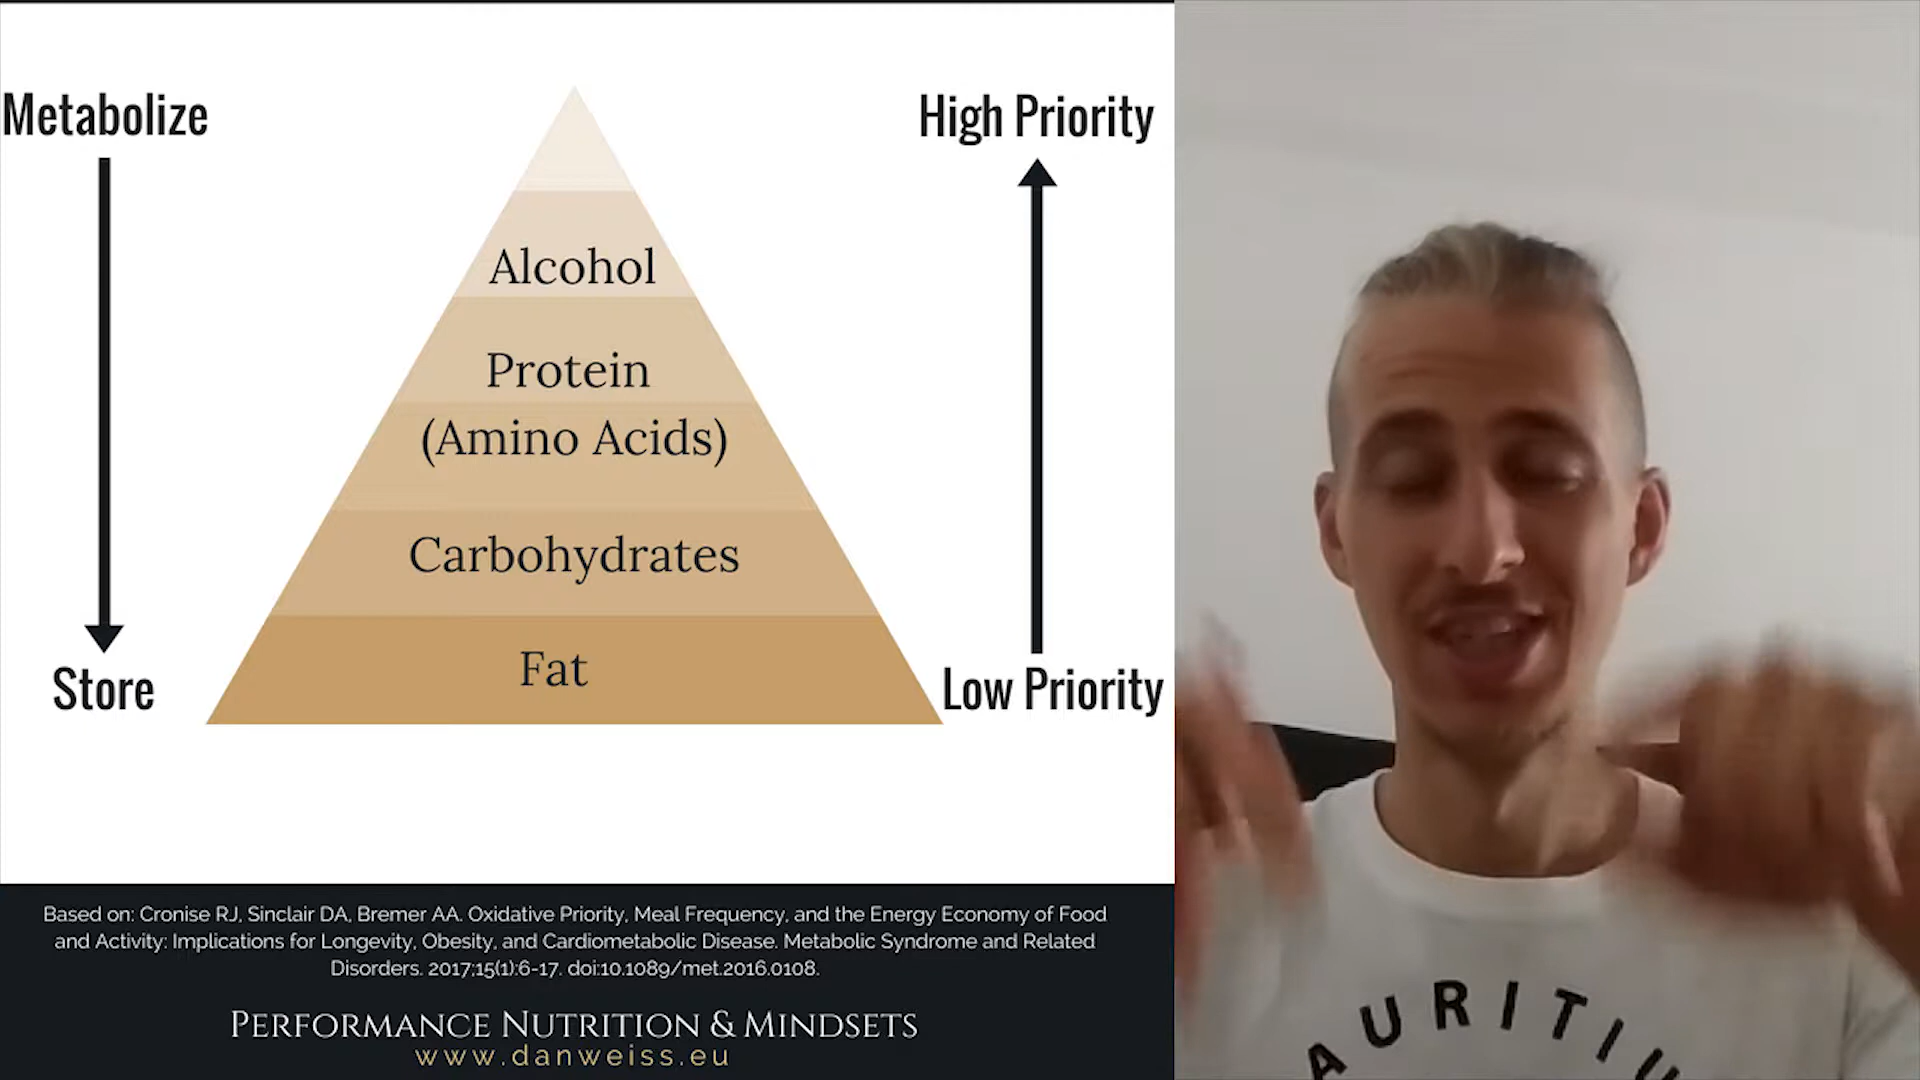 Metabolize
High Priority
Alcohol
Protein
(Amino Acids)
Carbohydrates
Fat
Store
Low Priority
Based on: Cronise RJ, Sinclair DA, Bremer AA. Oxidative Priority, Meal Frequency, and the Energy Economy of Food
and Activity: Implications for Longevity, Obesity, and Cardiometabolic Disease. Metabolic Syndrome and Related
Disorders. 2017;15(1):6-17. doi:10.1089/met.2016.0108.
PERFORMANCE NUTRITION & MINDSETS
www.danweiss.eu
AURITIU